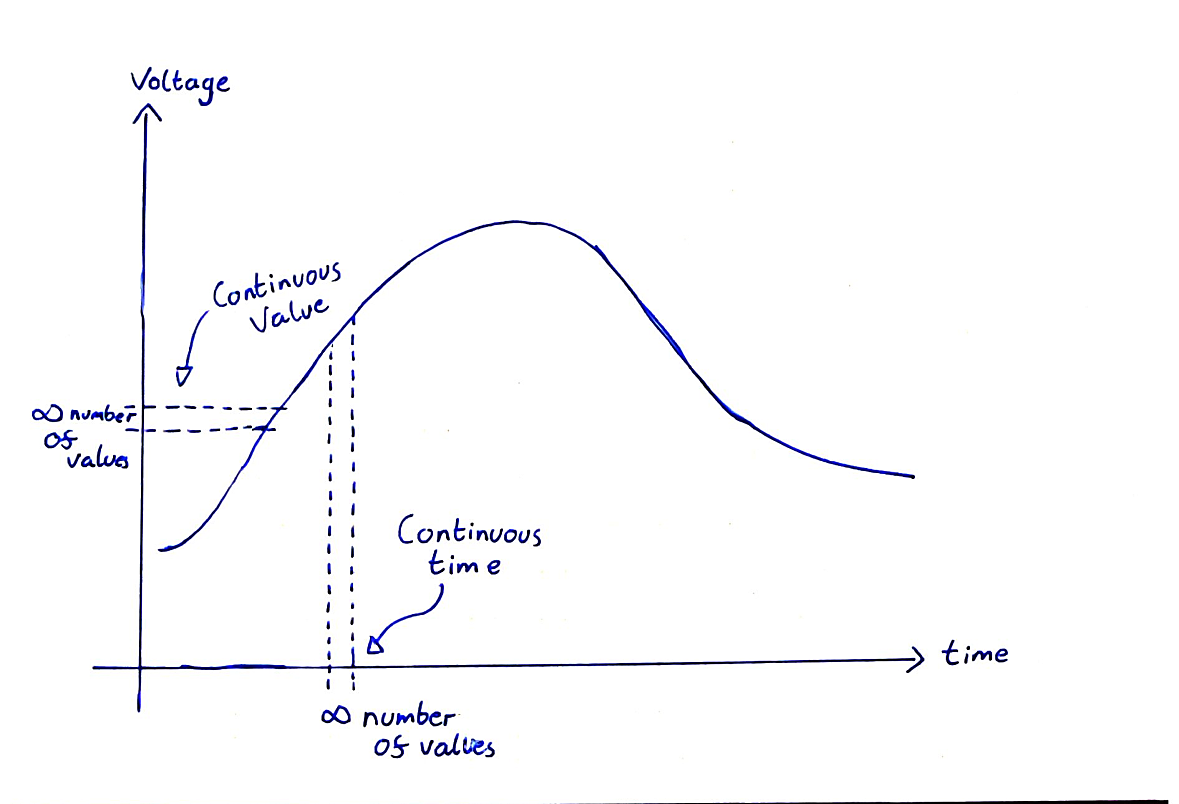 Voltage
Continuous
Value
∞ number
of
values
Continuous
time
time
∞ number
of values